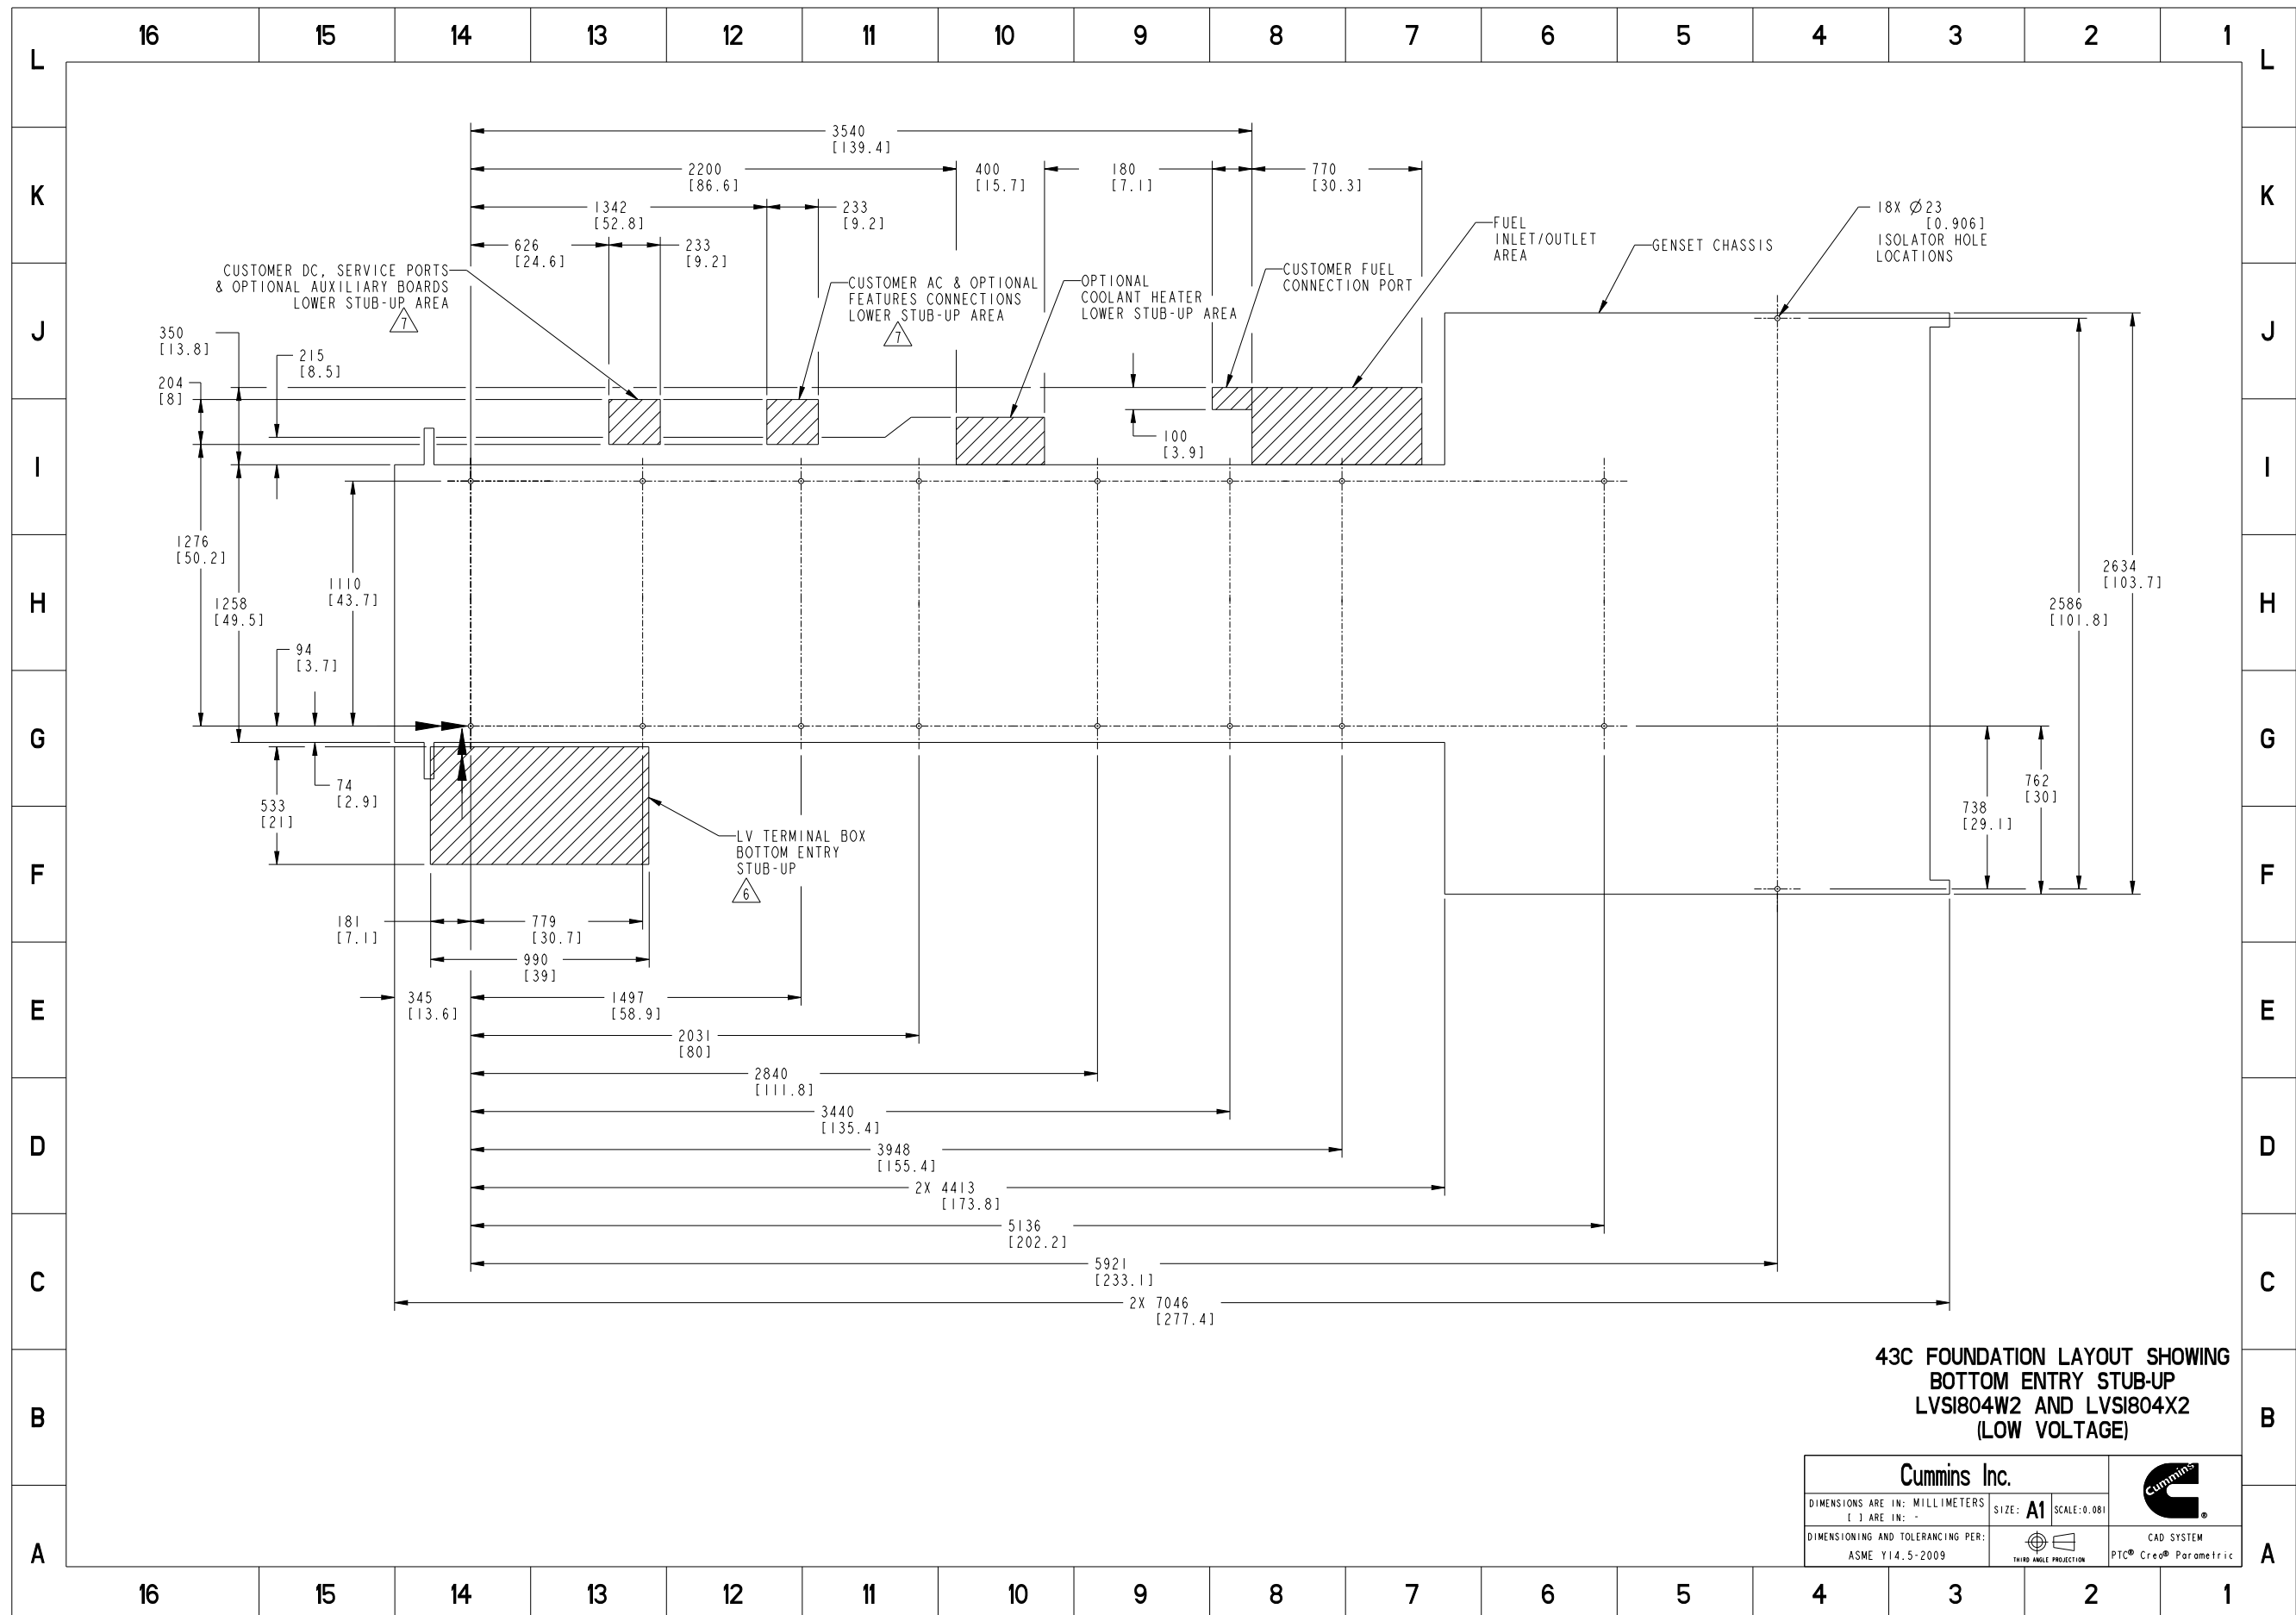 16 15 14 13 12 11 10 9 8 7 6 5 4 3 2 1
L L
K K
J J
I I
H H
G G
F F
E E
D D
C C
B B
A A
3540
[139.4]
2200
[86.6]
400
[15.7]
180
[7.1]
770
[30.3]
1342
[52.8]
233
[9.2]
626
[24.6]
233
[9.2]
18X Ø23
[0.906]
ISOLATOR HOLE
LOCATIONS
FUEL
INLET/OUTLET
AREA
GENSET CHASSIS
CUSTOMER DC, SERVICE PORTS
& OPTIONAL AUXILIARY BOARDS
LOWER STUB-UP AREA
7
CUSTOMER AC & OPTIONAL
FEATURES CONNECTIONS
LOWER STUB-UP AREA
7
OPTIONAL
COOLANT HEATER
LOWER STUB-UP AREA
CUSTOMER FUEL
CONNECTION PORT
350
[13.8]
215
[8.5]
204
[8]
100
[3.9]
1276
[50.2]
1258
[49.5]
1110
[43.7]
94
[3.7]
74
[2.9]
533
[21]
2634
[103.7]
2586
[101.8]
762
[30]
738
[29.1]
LV TERMINAL BOX
BOTTOM ENTRY
STUB-UP
6
181
[7.1]
779
[30.7]
990
[39]
345
[13.6]
1497
[58.9]
2031
[80]
2840
[111.8]
3440
[135.4]
3948
[155.4]
2X 4413
[173.8]
5136
[202.2]
5921
[233.1]
2X 7046
[277.4]
43C FOUNDATION LAYOUT SHOWING
BOTTOM ENTRY STUB-UP
LVSI804W2 AND LVSI804X2
(LOW VOLTAGE)
Cummins Inc.
Cummins
®
DIMENSIONS ARE IN: MILLIMETERS
[ ] ARE IN: -
SIZE: A1
SCALE:0.081
DIMENSIONING AND TOLERANCING PER:
ASME Y14.5-2009
THIRD ANGLE PROJECTION
CAD SYSTEM
PTC® Creo® Parametric
16 15 14 13 12 11 10 9 8 7 6 5 4 3 2 1